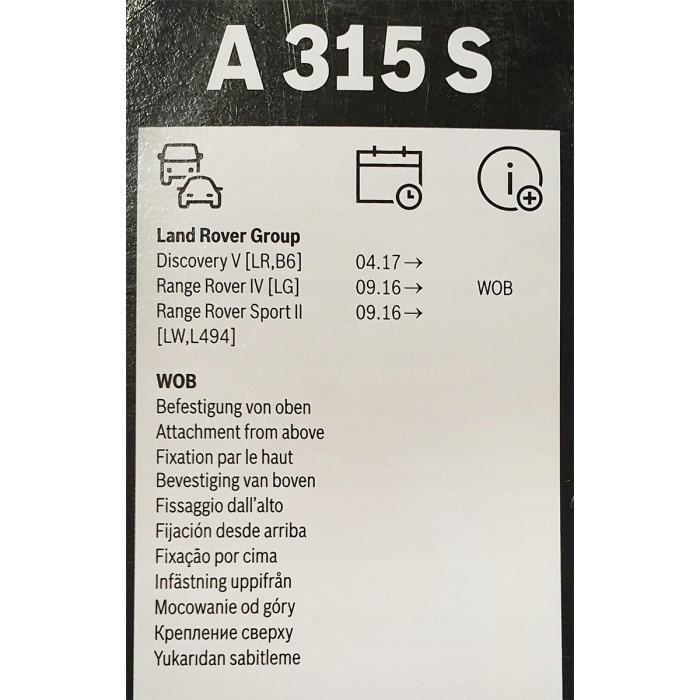 A 315 S
Land Rover Group
Discovery V [LR,B6] 04.17→
Range Rover IV [LG] 09.16→ WOB
Range Rover Sport II 09.16→
[LW,L494]
WOB
Befestigung von oben
Attachment from above
Fixation par le haut
Bevestiging van boven
Fissaggio dall'alto
Fijación desde arriba
Fixação por cima
Infästning uppifrån
Mocowanie od góry
Крепление сверху
Yukarıdan sabitleme